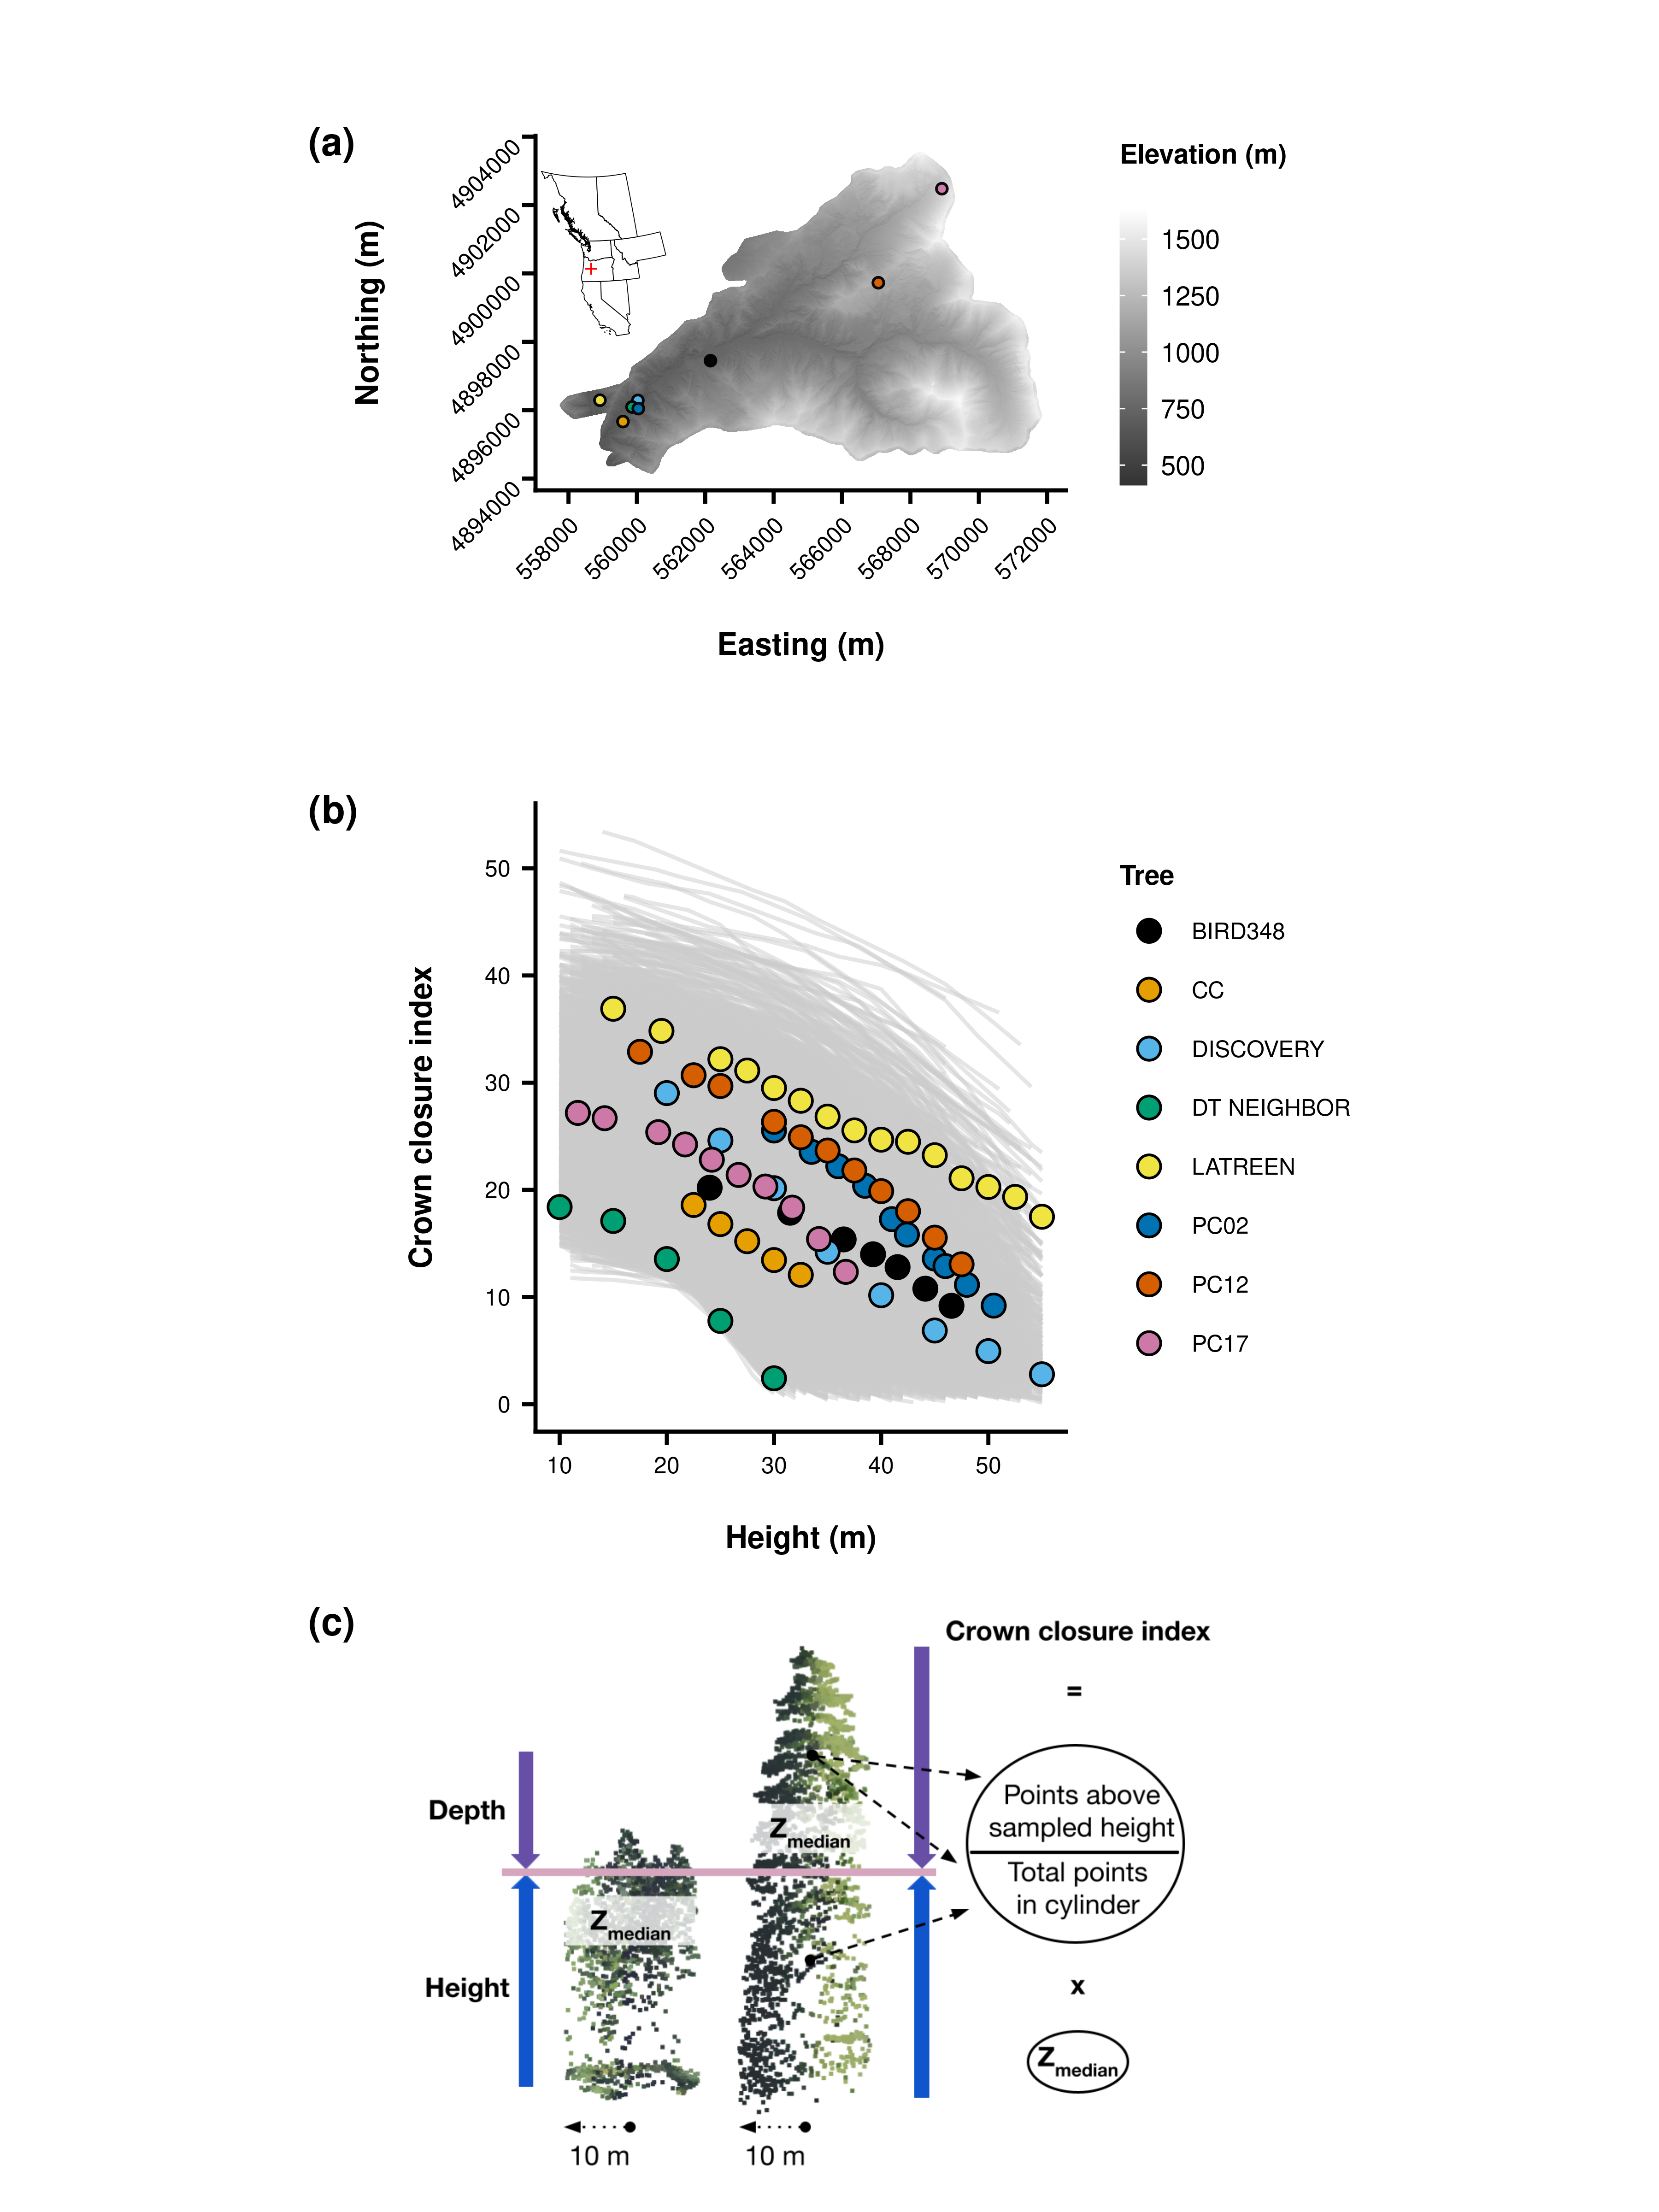 (a)
Northing (m)
4904000
4902000
4900000
4898000
4896000
4894000
558000
560000
562000
564000
566000
568000
570000
572000
Easting (m)
Elevation (m)
1500
1250
1000
750
500
(b)
Crown closure index
50
40
30
20
10
0
10
20
30
40
50
Height (m)
Tree
BIRD348
CC
DISCOVERY
DT NEIGHBOR
LATREEN
PC02
PC12
PC17
(c)
Crown closure index
=
Points above
sampled height
Total points
in cylinder
x
Zmedian
Depth
Height
Zmedian
Zmedian
10 m
10 m